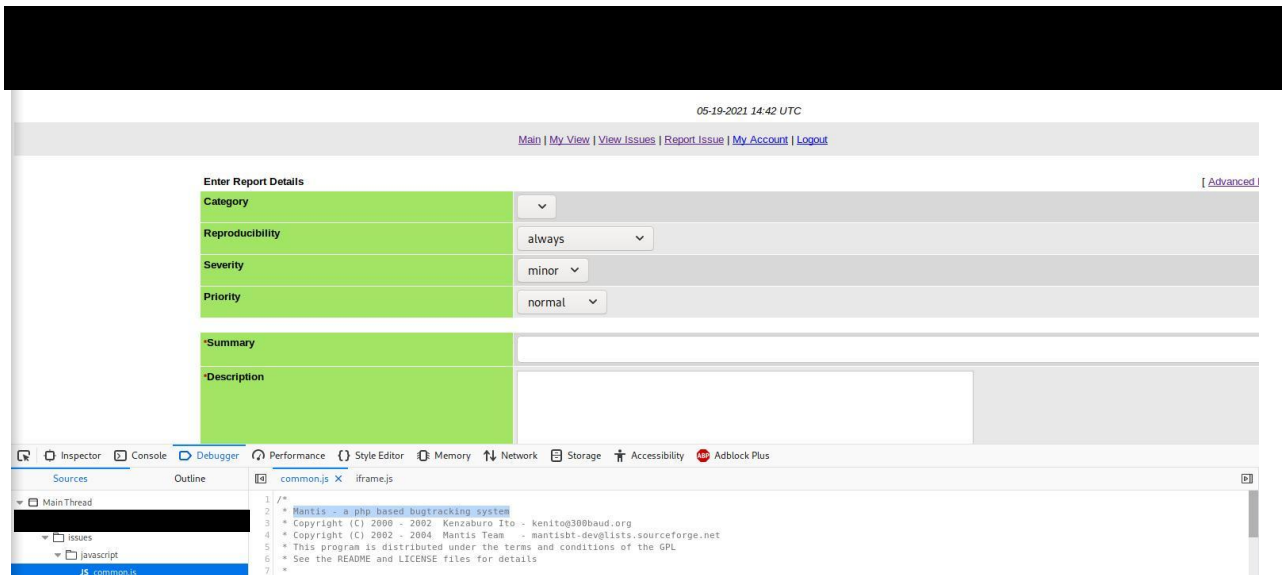 05-19-2021 14:42 UTC
Main | My View | View Issues | Report Issue | My Account | Logout
Enter Report Details
[ Advanced
Category
Reproducibility always
Severity minor
Priority normal
*Summary
*Description
Inspector Console Debugger Performance {} Style Editor Memory Network Storage Accessibility ABP Adblock Plus
Sources Outline common.js X iframe.js
Main Thread
issues
javascript
JS common.js
1 /*
2 * Mantis - a php based bugtracking system
3 * Copyright (C) 2000 - 2002 Kenzaburo Ito - kenito@300baud.org
4 * Copyright (C) 2002 - 2004 Mantis Team - mantisbt-dev@lists.sourceforge.net
5 * This program is distributed under the terms and conditions of the GPL
6 * See the README and LICENSE files for details
7 *